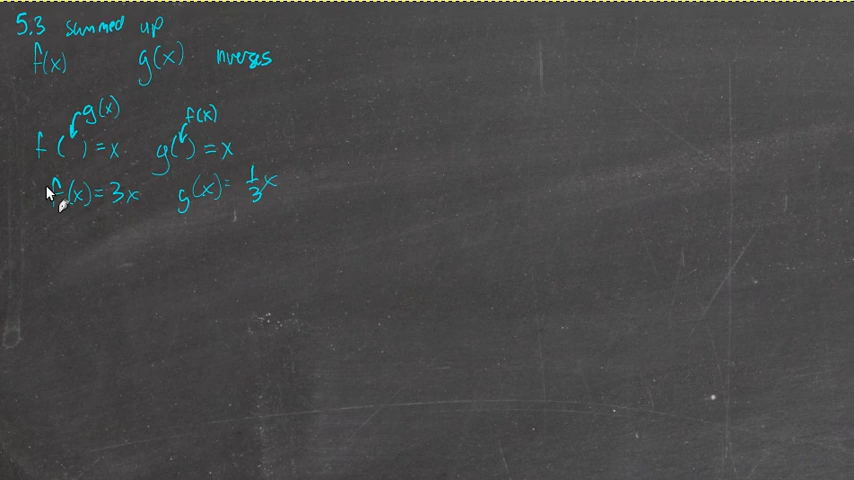 5.3 summed up
f(x) g(x) inverses
g(x) f(x)
f( ) = x g( ) = x
f(x) = 3x g(x) = 1/3 x